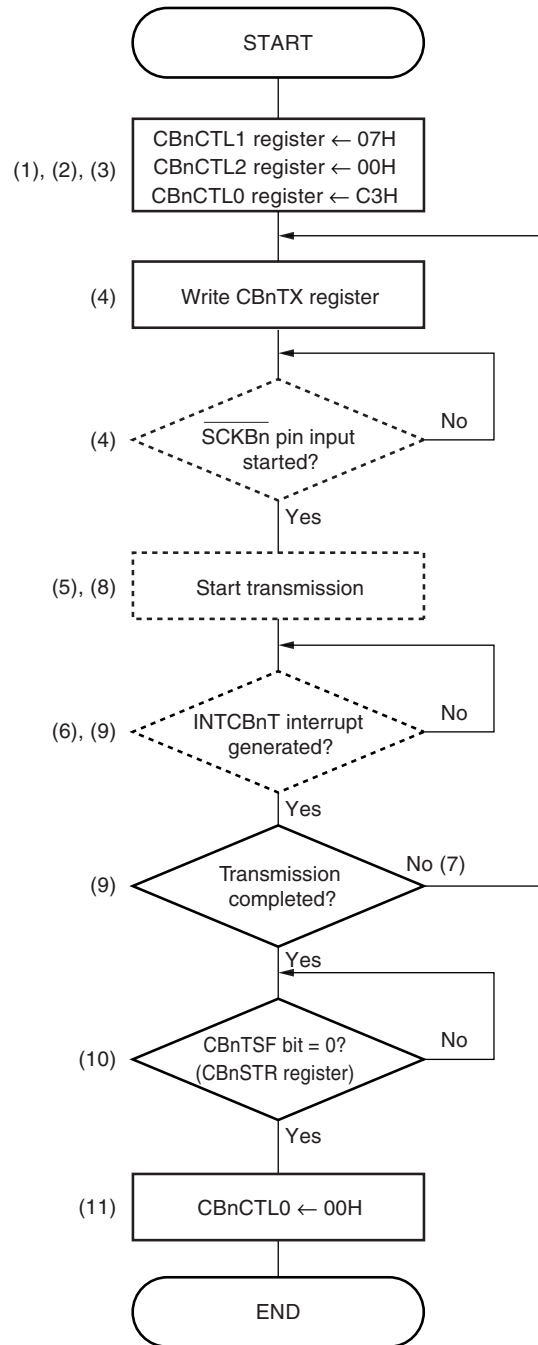 START
(1), (2), (3)
CBnCTL1 register ← 07H
CBnCTL2 register ← 00H
CBnCTL0 register ← C3H
(4)
Write CBnTX register
(4)
SCKBn pin input
started?
No
Yes
(5), (8)
Start transmission
(6), (9)
INTCBnT interrupt
generated?
No
Yes
(9)
Transmission
completed?
No (7)
Yes
(10)
CBnTSF bit = 0?
(CBnSTR register)
No
Yes
(11)
CBnCTL0 ← 00H
END